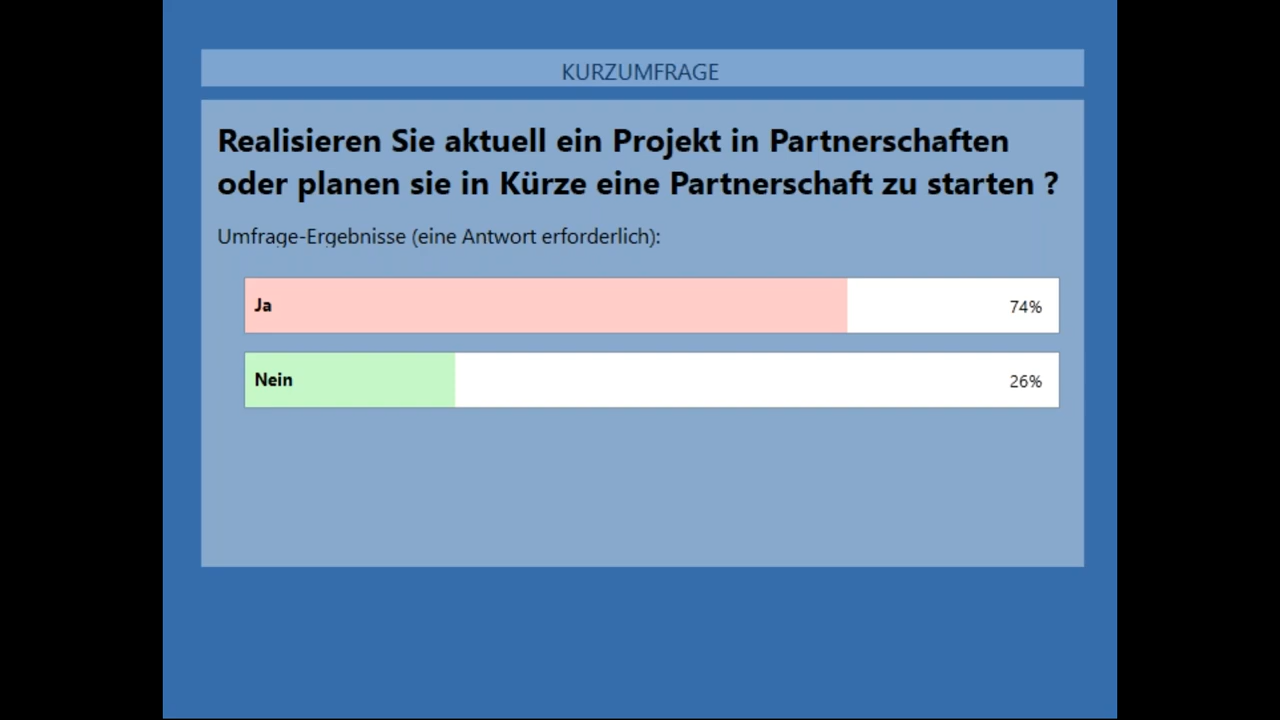 KURZUMFRAGE
Realisieren Sie aktuell ein Projekt in Partnerschaften
oder planen sie in Kürze eine Partnerschaft zu starten ?
Umfrage-Ergebnisse (eine Antwort erforderlich):
Ja 74%
Nein 26%